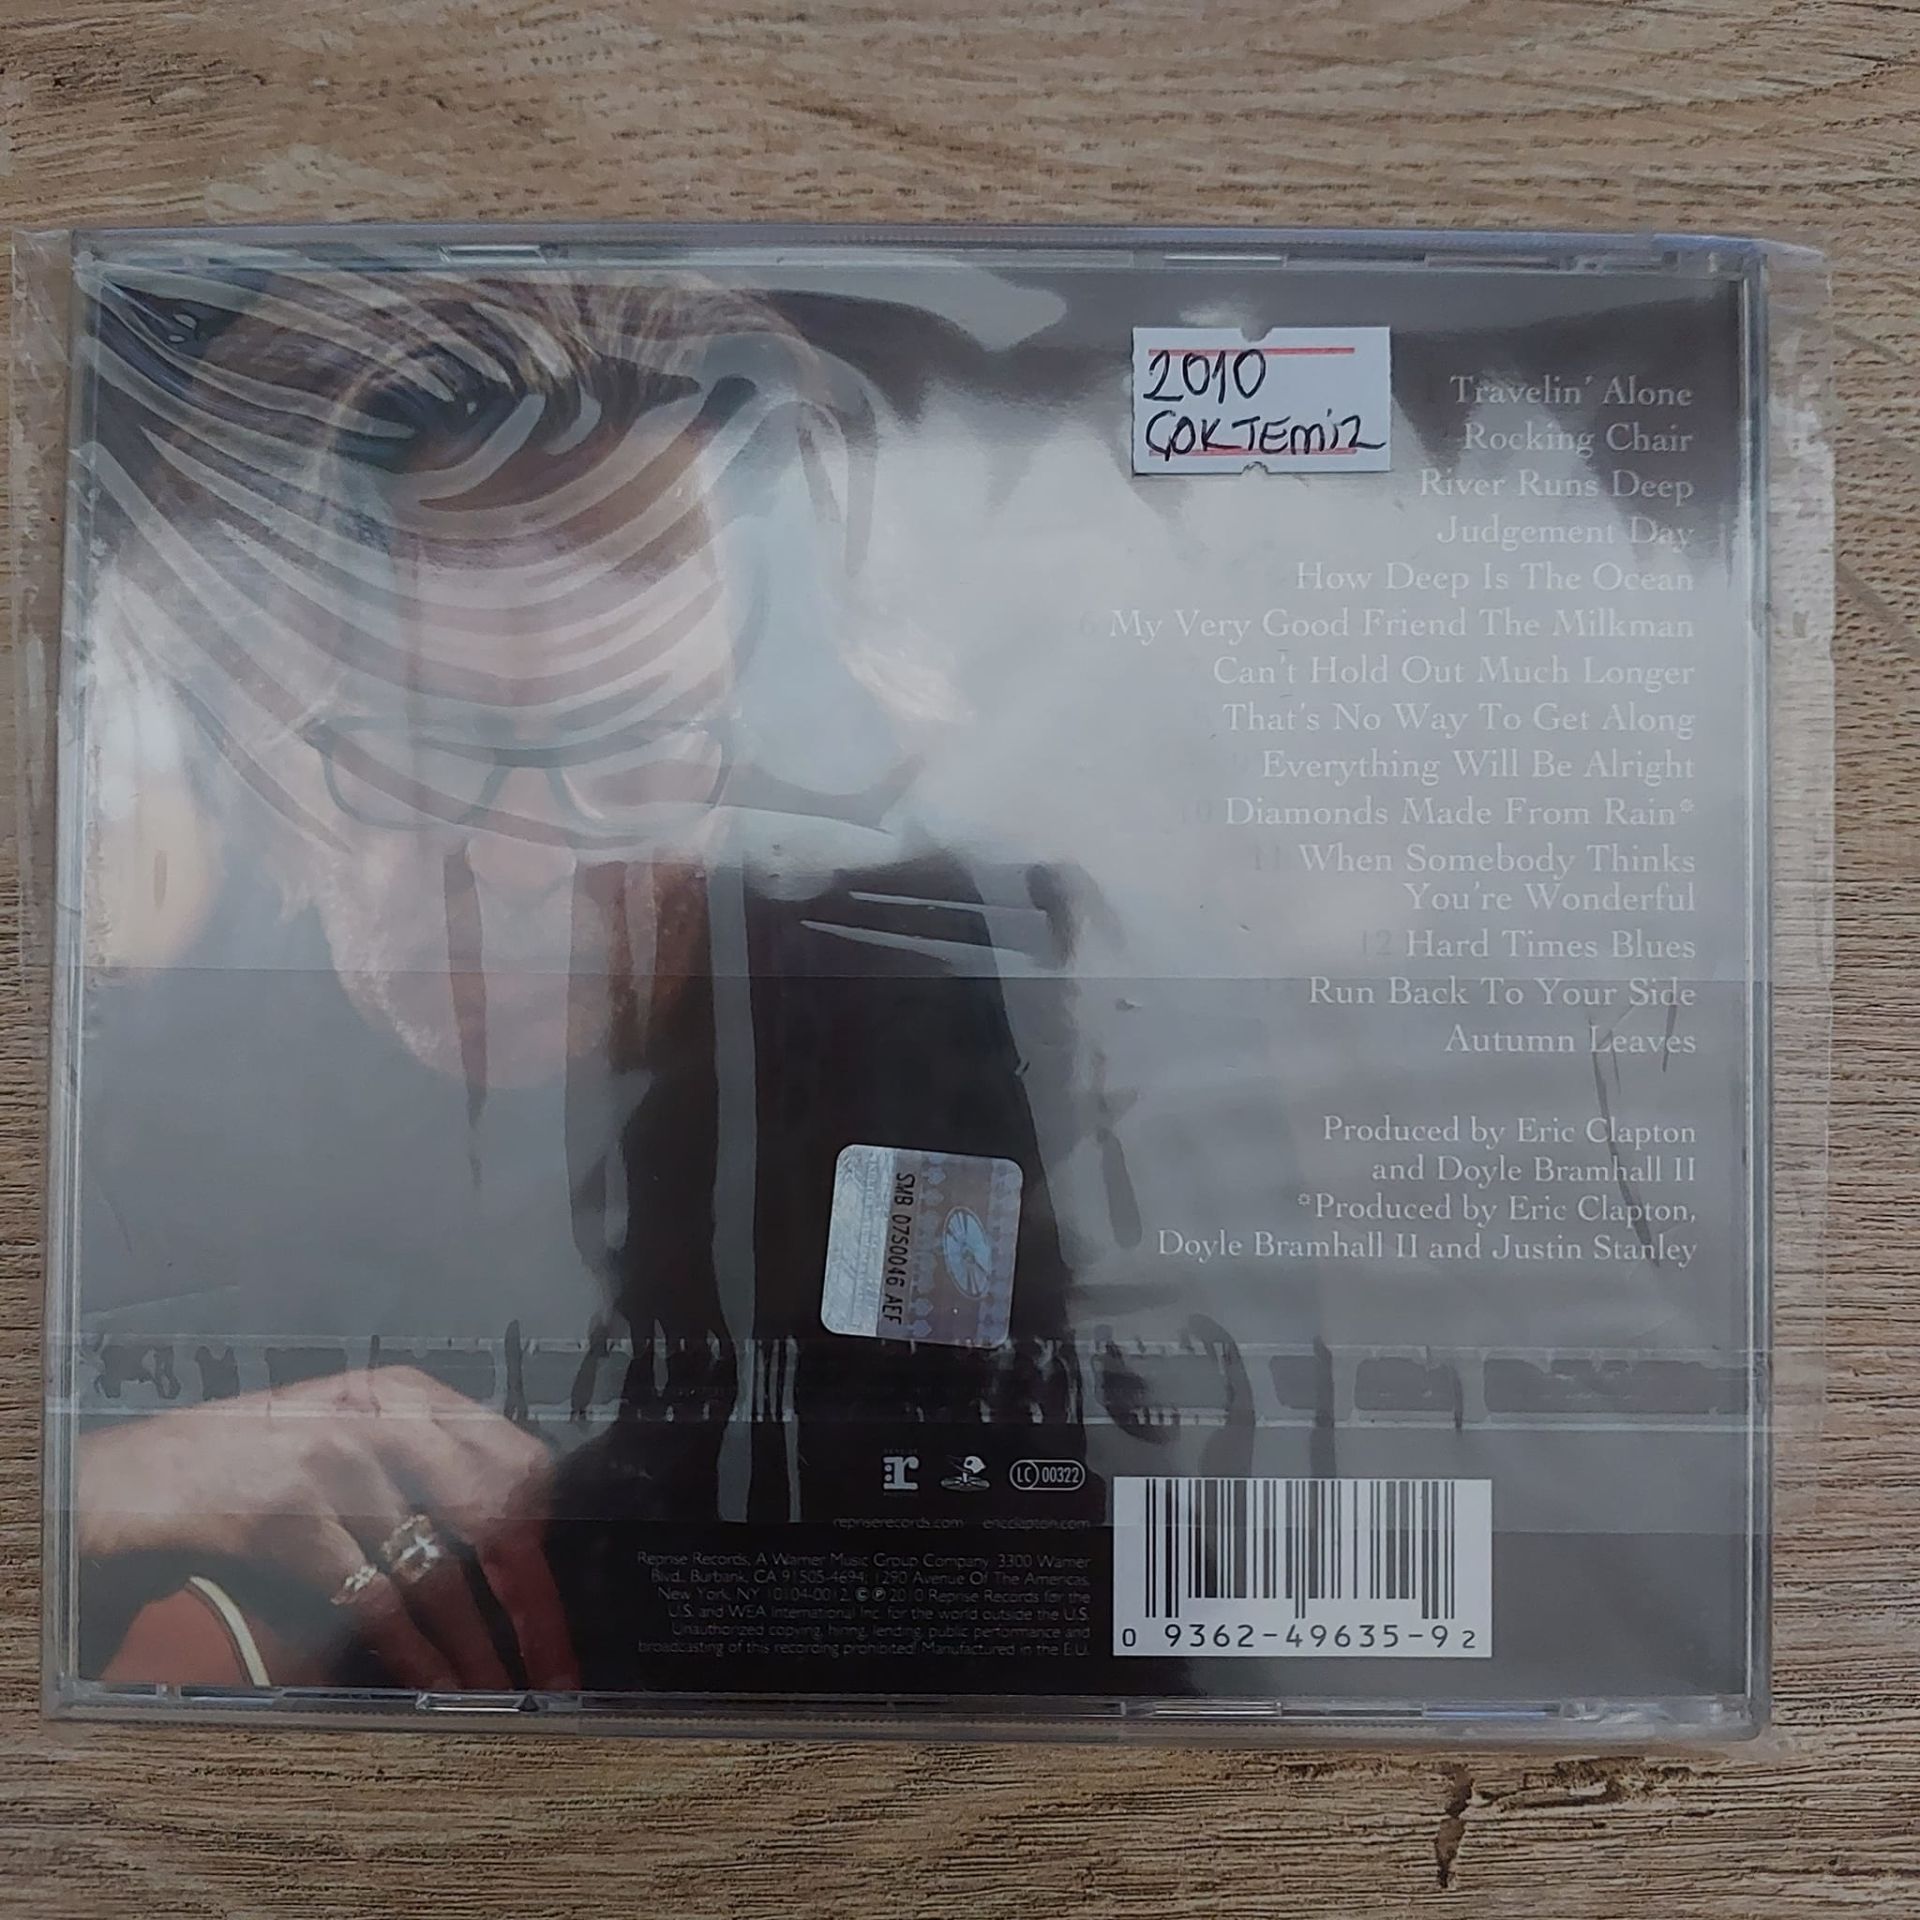 2010
ÇOKTEMİZ
Travelin' Alone
Rocking Chair
River Runs Deep
Judgement Day
How Deep Is The Ocean
6 My Very Good Friend The Milkman
Can't Hold Out Much Longer
That's No Way To Get Along
Everything Will Be Alright
10 Diamonds Made From Rain*
11 When Somebody Thinks
You're Wonderful
12 Hard Times Blues
Run Back To Your Side
Autumn Leaves
Produced by Eric Clapton
and Doyle Bramhall II
*Produced by Eric Clapton,
Doyle Bramhall II and Justin Stanley
SMB 0750046 AEF
r
LC 00322
repriserecords.com ericclapton.com
Reprise Records, A Warner Music Group Company, 3300 Warner
Blvd., Burbank, CA 91505-4694; 1290 Avenue Of The Americas,
New York, NY 10104-0012. © ℗ 2010 Reprise Records for the
U.S. and WEA International Inc. for the world outside the U.S.
Unauthorized copying, hiring, lending, public performance and
broadcasting of this recording prohibited. Manufactured in the E.U.
0 9362-49635-9 2